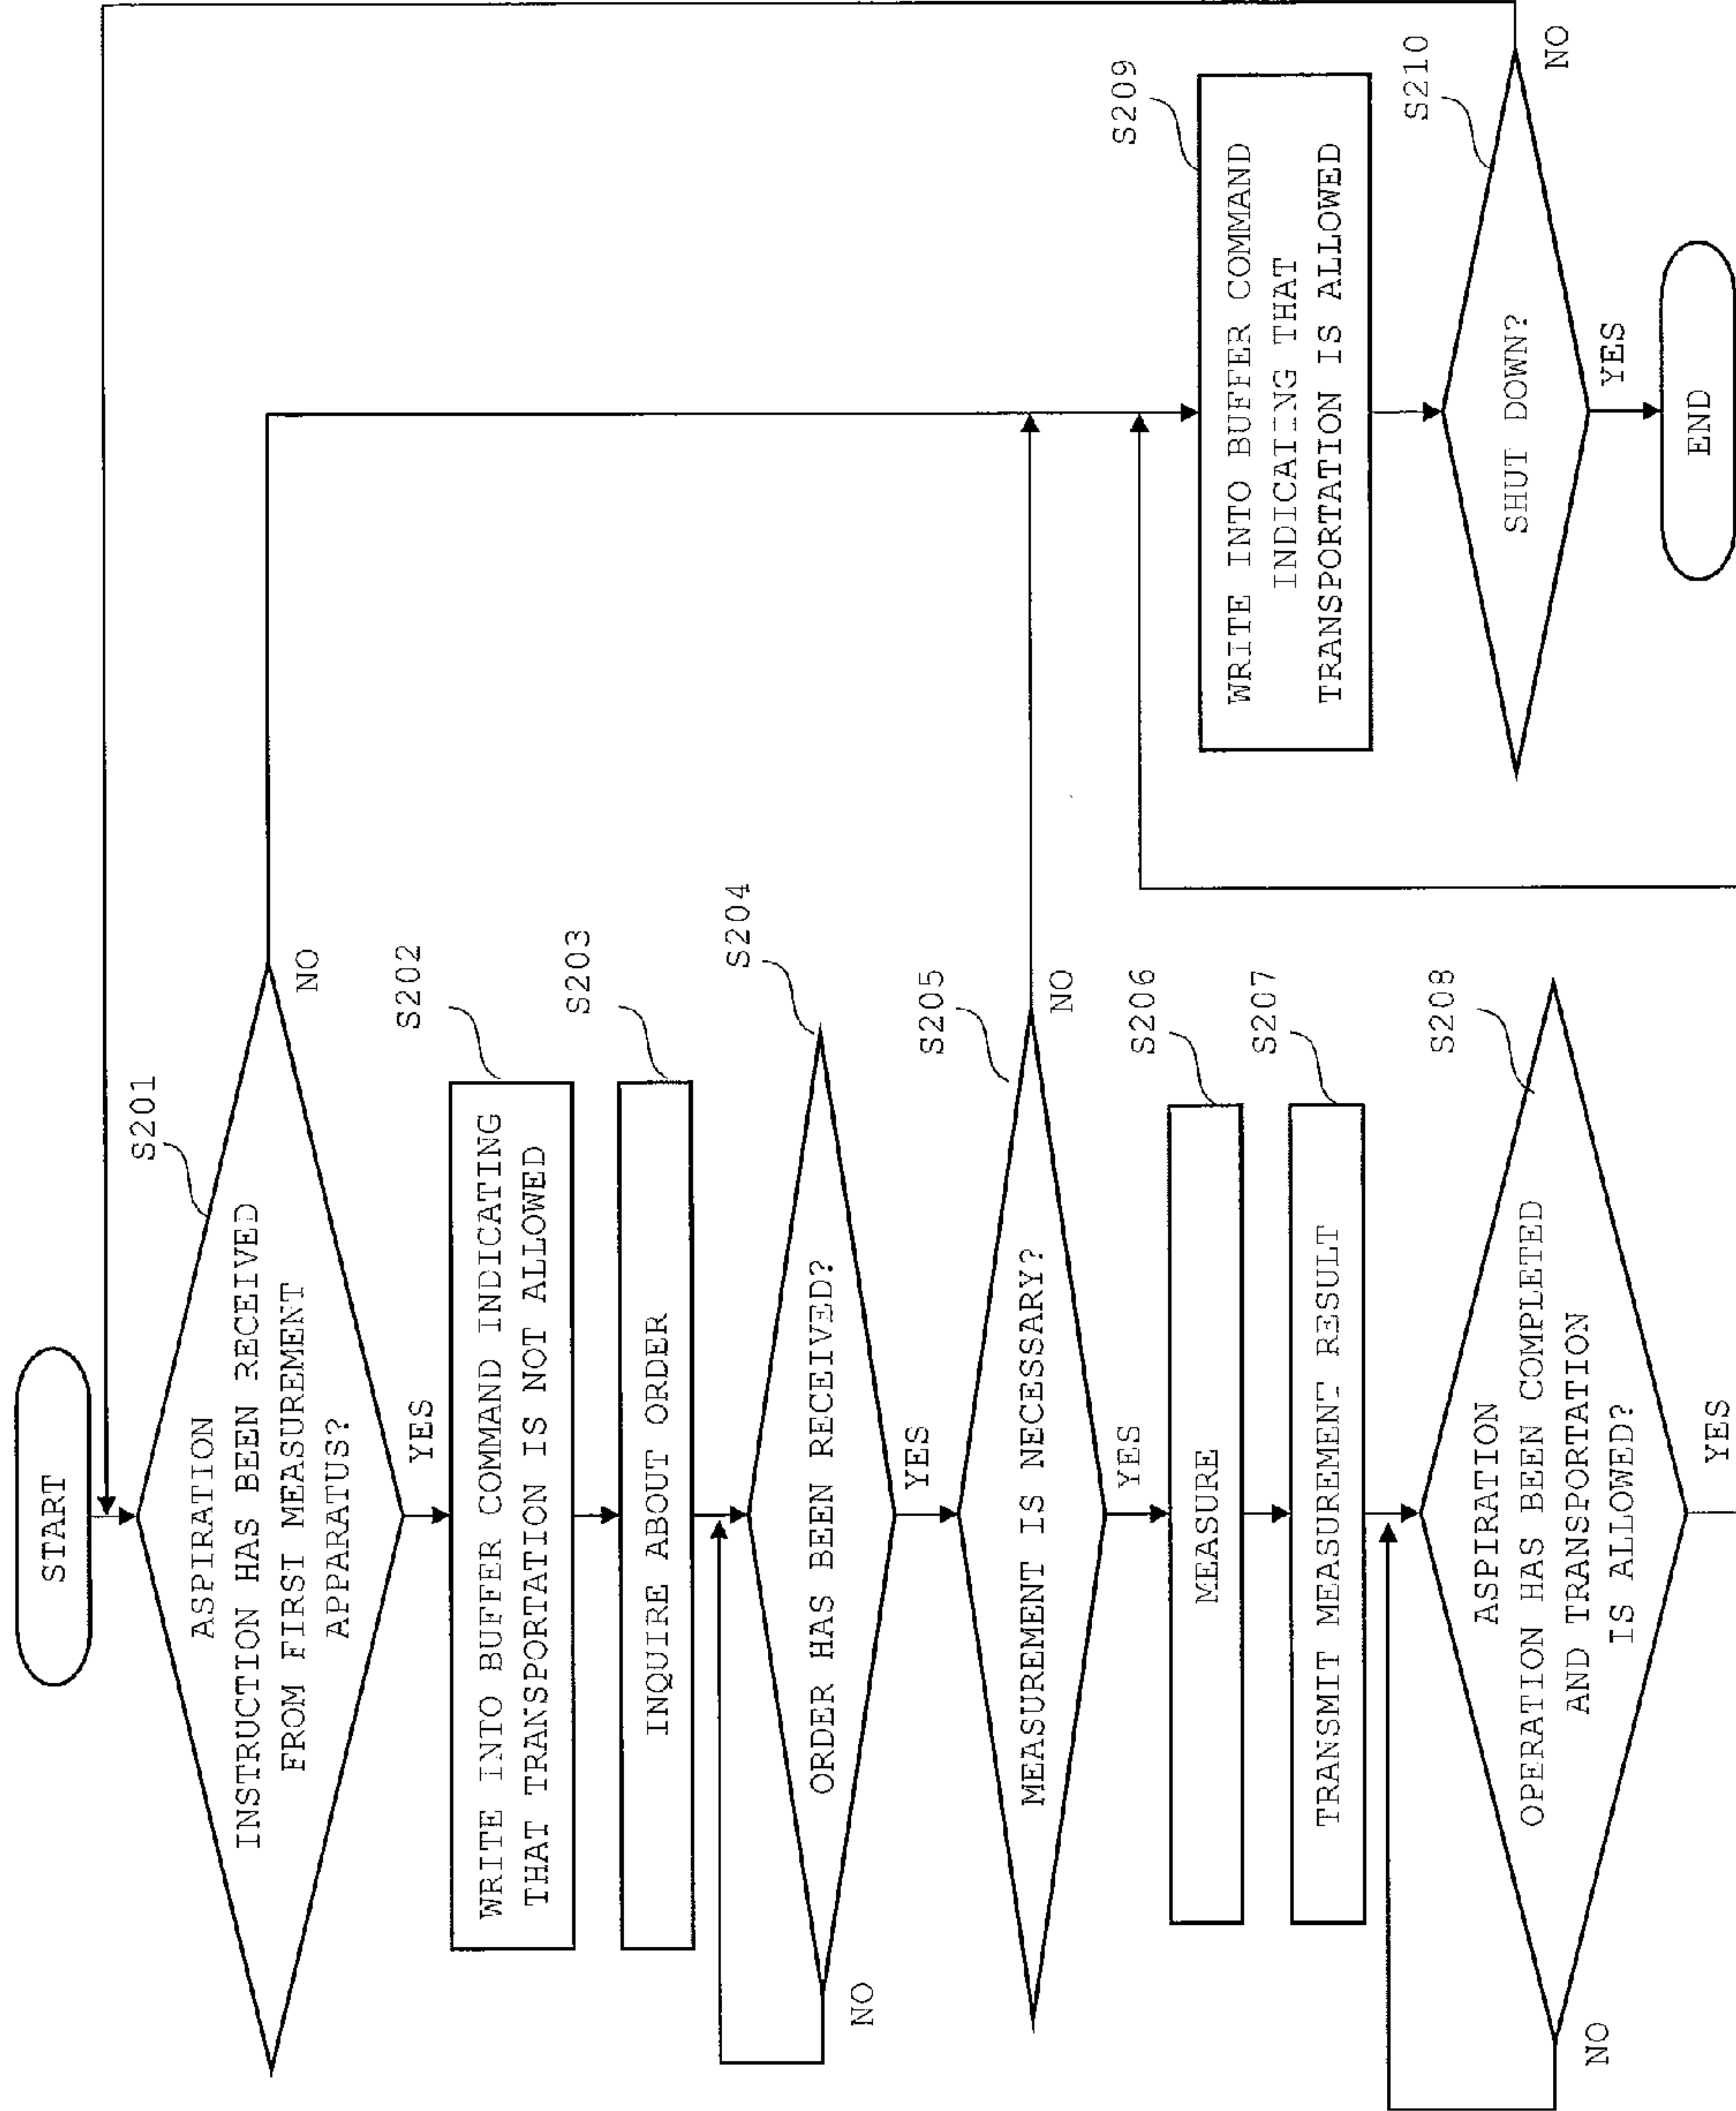 START
S201
ASPIRATION
INSTRUCTION HAS BEEN RECEIVED
FROM FIRST MEASUREMENT
APPARATUS?
NO
YES
S202
WRITE INTO BUFFER COMMAND INDICATING
THAT TRANSPORTATION IS NOT ALLOWED
S203
INQUIRE ABOUT ORDER
S204
ORDER HAS BEEN RECEIVED?
NO
YES
S205
MEASUREMENT IS NECESSARY?
NO
YES
S206
MEASURE
S207
TRANSMIT MEASUREMENT RESULT
S208
ASPIRATION
OPERATION HAS BEEN COMPLETED
AND TRANSPORTATION
IS ALLOWED?
NO
YES
S209
WRITE INTO BUFFER COMMAND
INDICATING THAT
TRANSPORTATION IS ALLOWED
S210
SHUT DOWN?
NO
YES
END